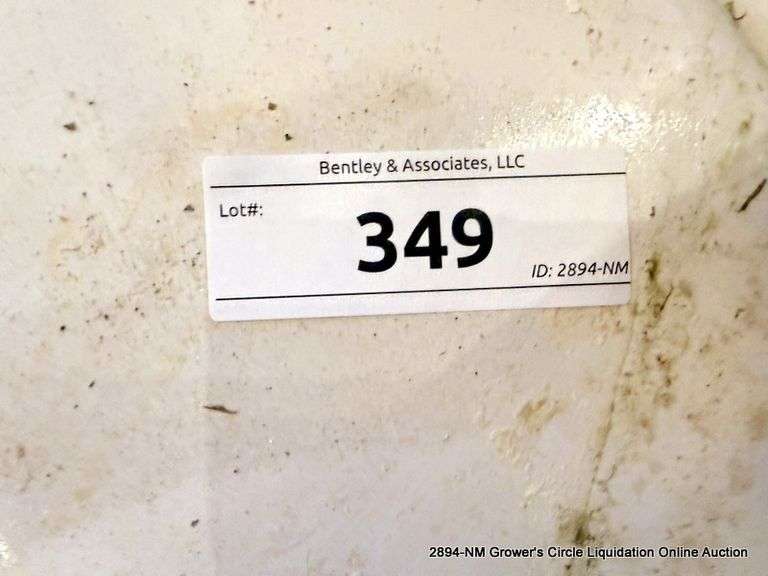 Bentley & Associates, LLC
Lot#:
349
ID: 2894-NM
2894-NM Grower's Circle Liquidation Online Auction